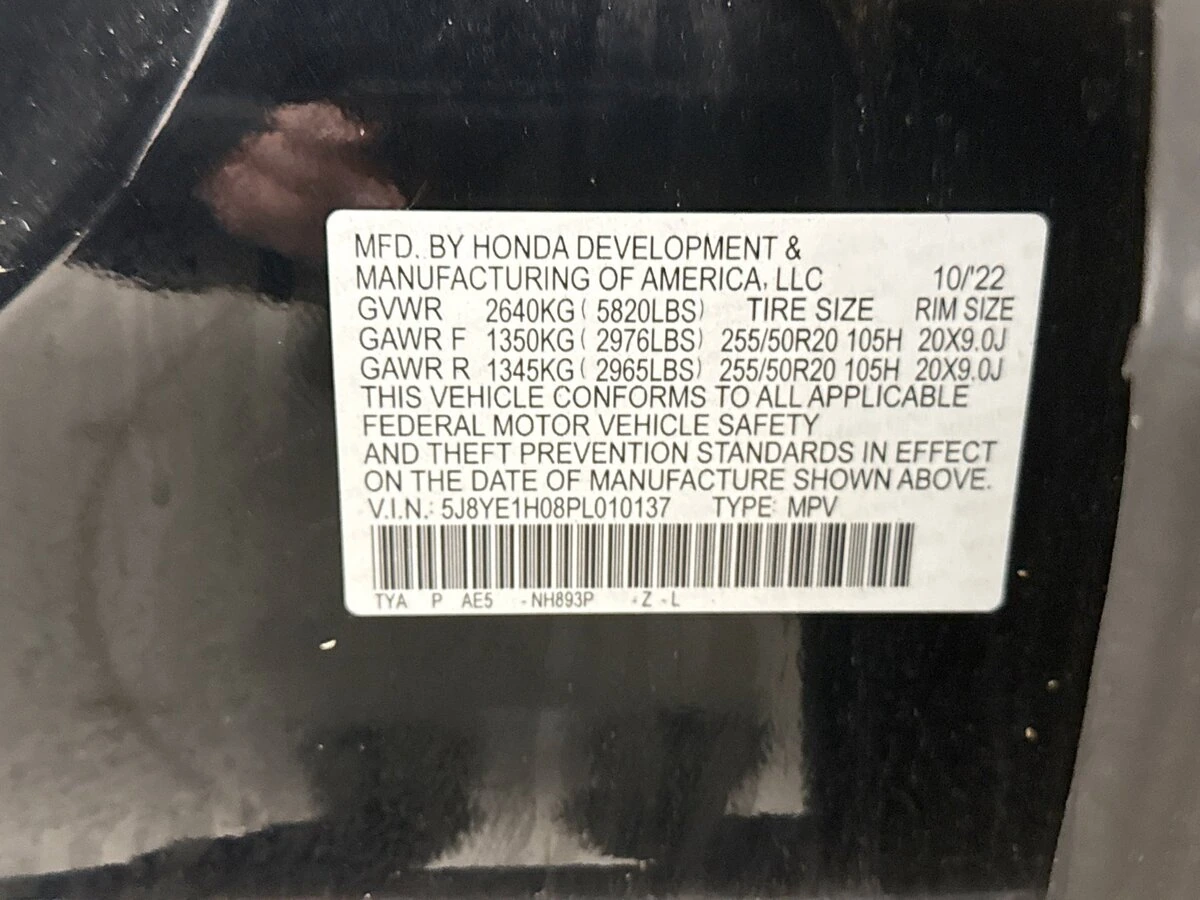 MFD. BY HONDA DEVELOPMENT &
MANUFACTURING OF AMERICA, LLC 10/'22
GVWR 2640KG ( 5820LBS) TIRE SIZE RIM SIZE
GAWR F 1350KG ( 2976LBS) 255/50R20 105H 20X9.0J
GAWR R 1345KG ( 2965LBS) 255/50R20 105H 20X9.0J
THIS VEHICLE CONFORMS TO ALL APPLICABLE
FEDERAL MOTOR VEHICLE SAFETY
AND THEFT PREVENTION STANDARDS IN EFFECT
ON THE DATE OF MANUFACTURE SHOWN ABOVE.
V.I.N.: 5J8YE1H08PL010137 TYPE: MPV
TYA P AE5 -NH893P -Z -L